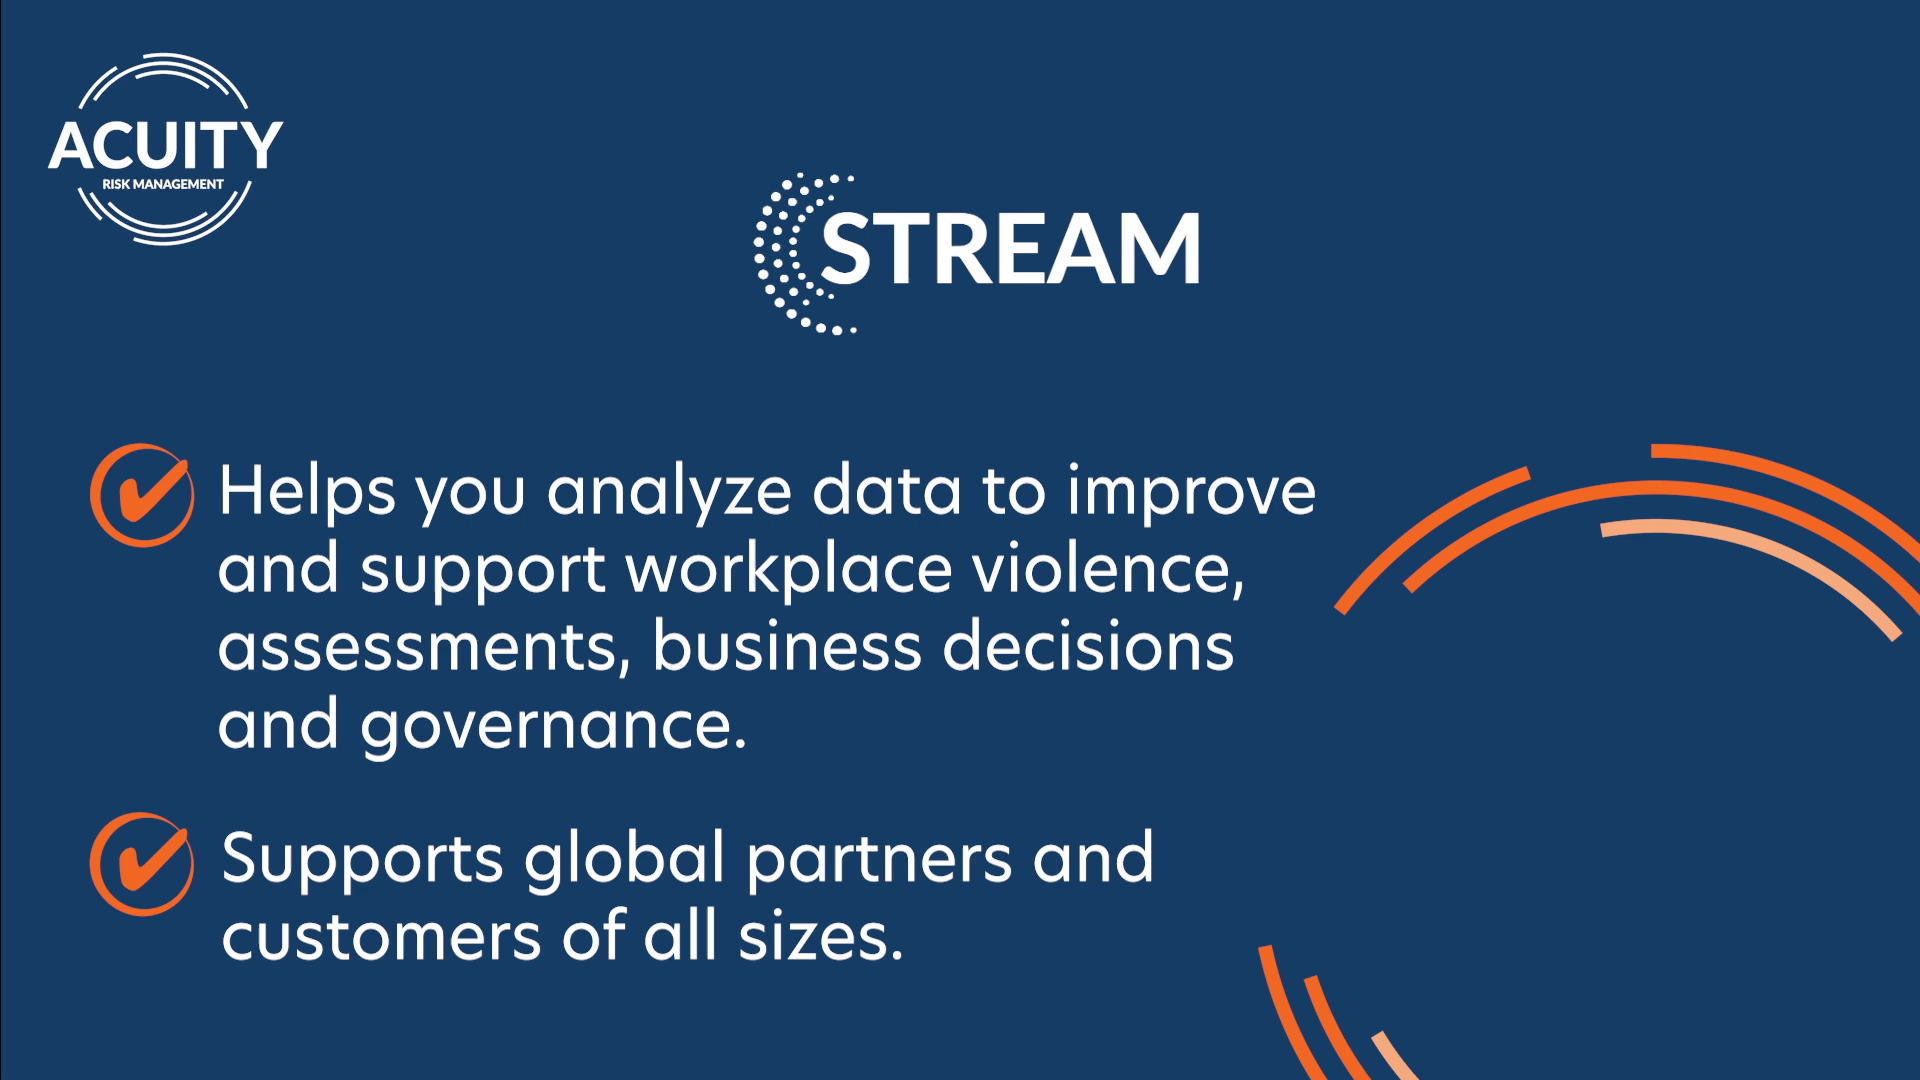 ACUITY
RISK MANAGEMENT
STREAM
Helps you analyze data to improve
and support workplace violence,
assessments, business decisions
and governance.
Supports global partners and
customers of all sizes.